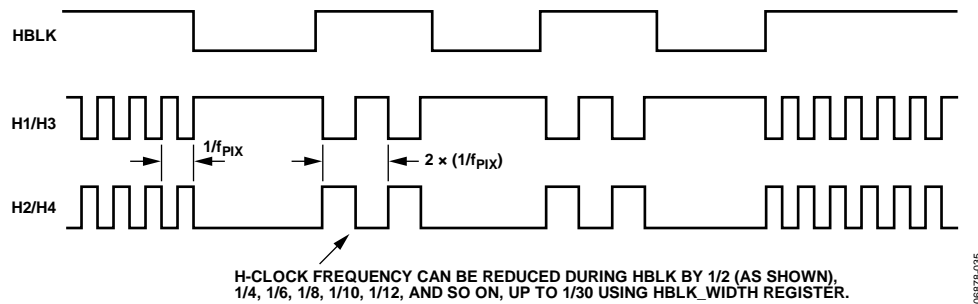 HBLK
H1/H3
1/fPIX
2 × (1/fPIX)
H2/H4
H-CLOCK FREQUENCY CAN BE REDUCED DURING HBLK BY 1/2 (AS SHOWN),
1/4, 1/6, 1/8, 1/10, 1/12, AND SO ON, UP TO 1/30 USING HBLK_WIDTH REGISTER.